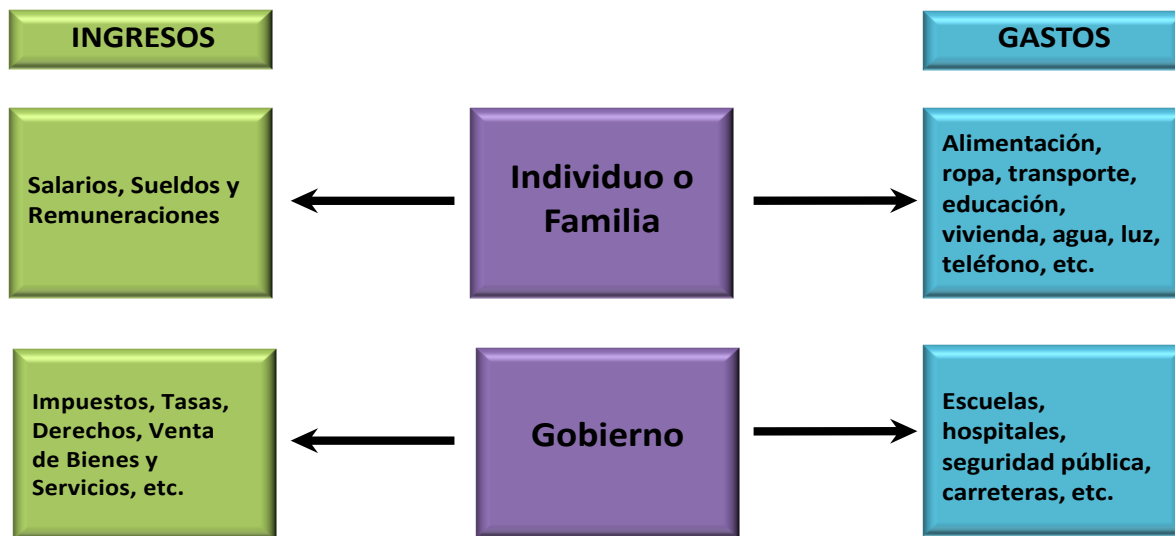 INGRESOS
GASTOS
Salarios, Sueldos y
Remuneraciones
Individuo o
Familia
Alimentación,
ropa, transporte,
educación,
vivienda, agua, luz,
teléfono, etc.
Impuestos, Tasas,
Derechos, Venta
de Bienes y
Servicios, etc.
Gobierno
Escuelas,
hospitales,
seguridad pública,
carreteras, etc.